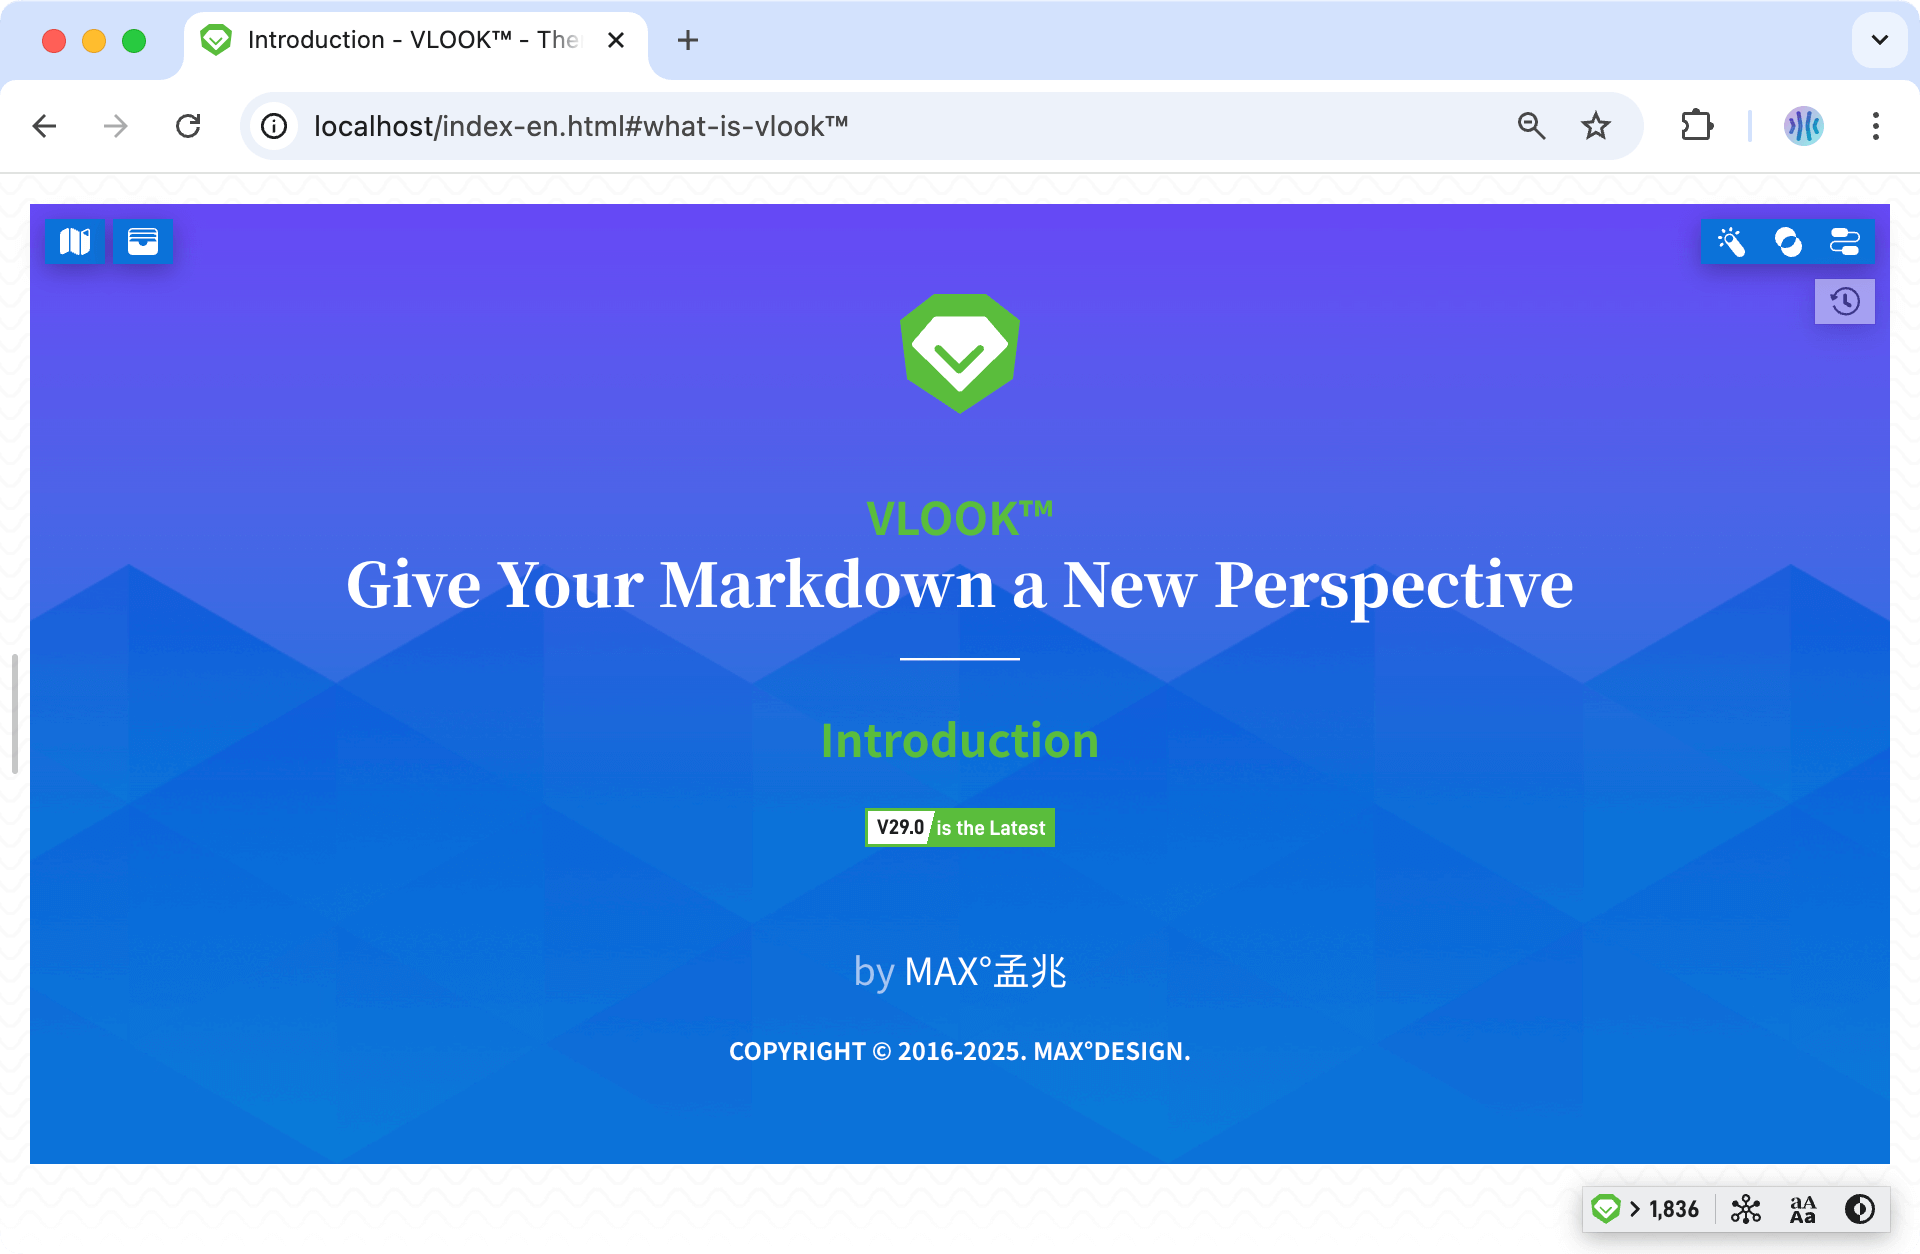 Introduction - VLOOK™ - The
localhost/index-en.html#what-is-vlook™
VLOOK™
Give Your Markdown a New Perspective
Introduction
V29.0 is the Latest
by MAX°孟兆
COPYRIGHT © 2016-2025. MAX°DESIGN.
1,836
aA
Aa